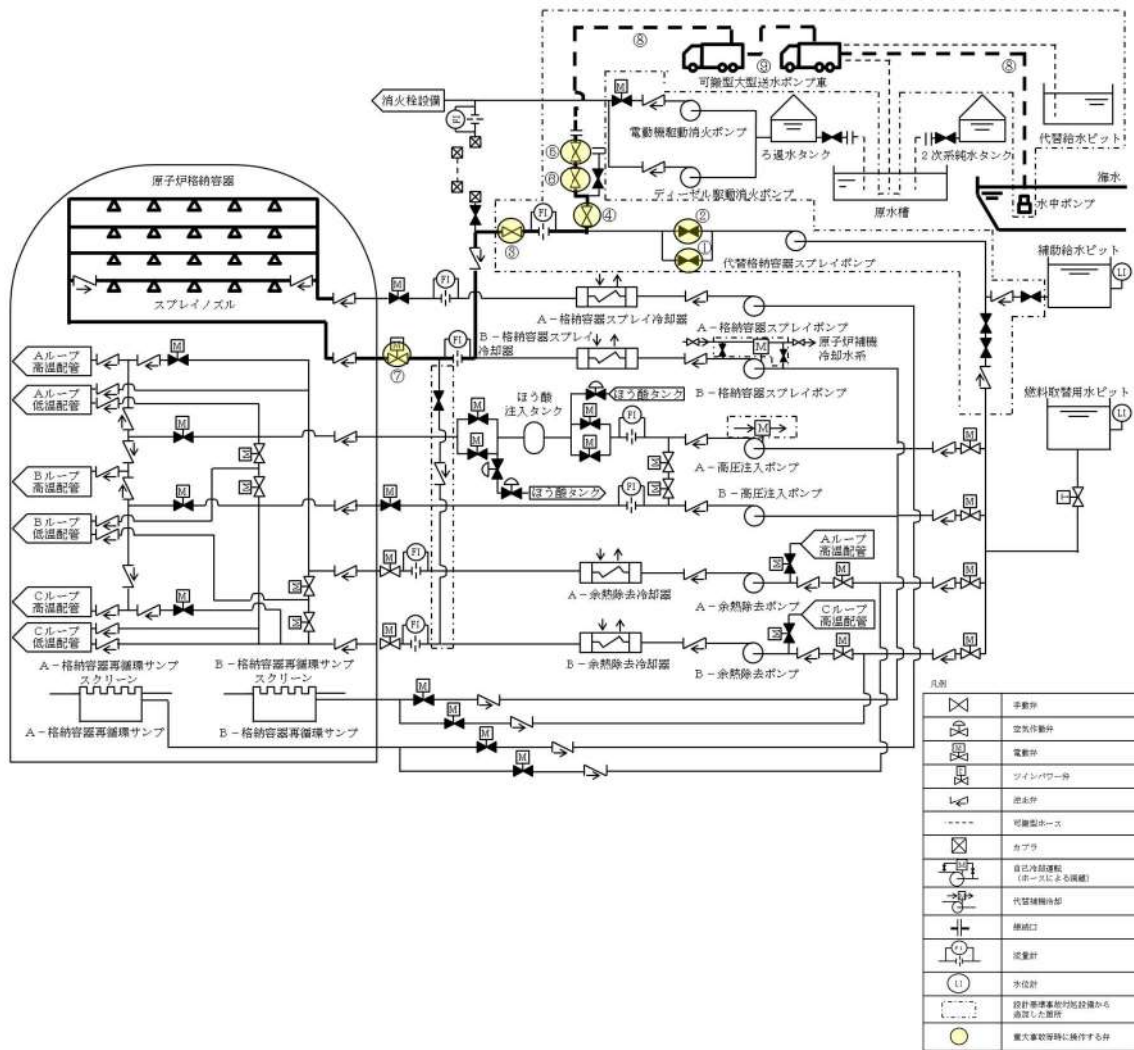 ⑧
⑨
⑧
可搬型大型送水ポンプ車
消火栓設備
FI
M
電動機駆動消火ポンプ
ろ過水タンク
2次系純水タンク
代替給水ピット
⑤
⑥
ディーゼル駆動消火ポンプ
原水槽
海水
水中ポンプ
原子炉格納容器
④
FI
③
②
①
代替格納容器スプレイポンプ
補助給水ピット
LI
スプレイノズル
M
FI
A-格納容器スプレイ冷却器
A-格納容器スプレイポンプ
B-格納容器スプレイ
冷却器
M
原子炉補機
冷却水系
M
⑦
FI
B-格納容器スプレイポンプ
Aループ
高温配管
M
Aループ
低温配管
ほう酸
注入タンク
ほう酸タンク
燃料取替用水ピット
LI
M
M
M
M
M
FI
M
M
A-高圧注入ポンプ
M
M
M
Bループ
高温配管
M
ほう酸タンク
FI
M
M
B-高圧注入ポンプ
M
Bループ
低温配管
M
M
FI
Aループ
高温配管
M
M
M
A-余熱除去冷却器
A-余熱除去ポンプ
Cループ
高温配管
M
Cループ
高温配管
M
M
FI
M
M
M
Cループ
低温配管
B-余熱除去冷却器
B-余熱除去ポンプ
A-格納容器再循環サンプ
スクリーン
B-格納容器再循環サンプ
スクリーン
M
M
A-格納容器再循環サンプ
B-格納容器再循環サンプ
M
M
凡例
手動弁
空気作動弁
M
電動弁
ツインパワー弁
逆止弁
可搬型ホース
カプラ
M
自己冷却運転
(ホースによる接続)
代替補機冷却
接続口
FI
流量計
LI
水位計
設計基準事故対処設備から
追加した箇所
重大事故等時に操作する弁